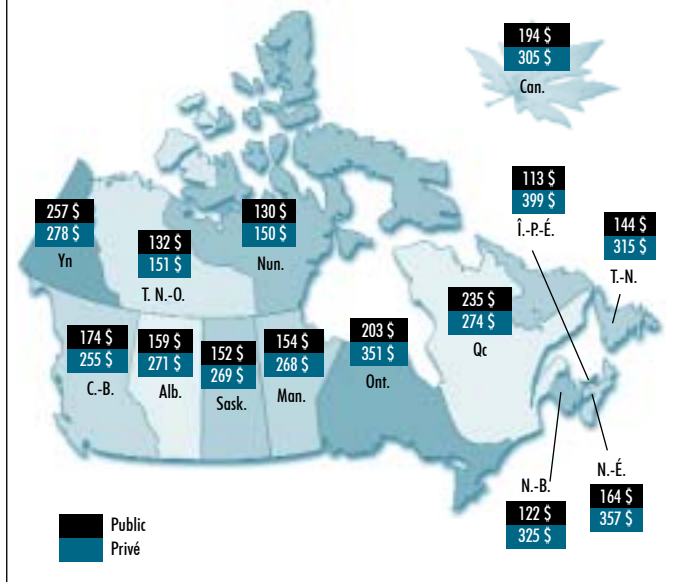 194 $
305 $
Can.
113 $
399 $
Î.-P.-É.
144 $
315 $
T.-N.
257 $
278 $
Yn
132 $
151 $
T. N.-O.
130 $
150 $
Nun.
235 $
274 $
Qc
174 $
255 $
C.-B.
159 $
271 $
Alb.
152 $
269 $
Sask.
154 $
268 $
Man.
203 $
351 $
Ont.
N.-B.
122 $
325 $
N.-É.
164 $
357 $
Public
Privé